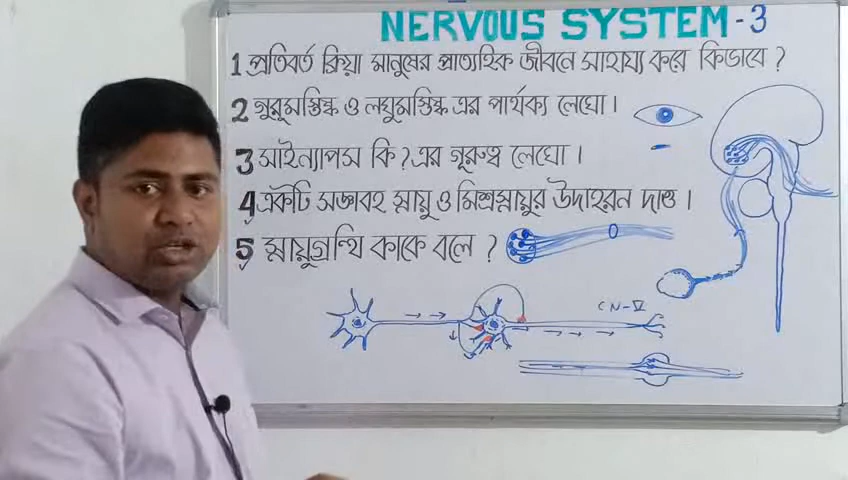 NERVOUS SYSTEM - 3
1 প্রতিবর্ত ক্রিয়া মানুষের প্রাত্যহিক জীবনে সাহায্য করে কিভাবে ?
2 গুরুমস্তিষ্ক ও লঘুমস্তিষ্ক এর পার্থক্য লেখো।
3 সাইন্যাপস কি ? এর গুরুত্ব লেখো।
4 একটি সজ্ঞাবহ স্নায়ু ও মিশ্রস্নায়ুর উদাহরন দাও।
5 স্নায়ুগ্রন্থি কাকে বলে ?
CN-V